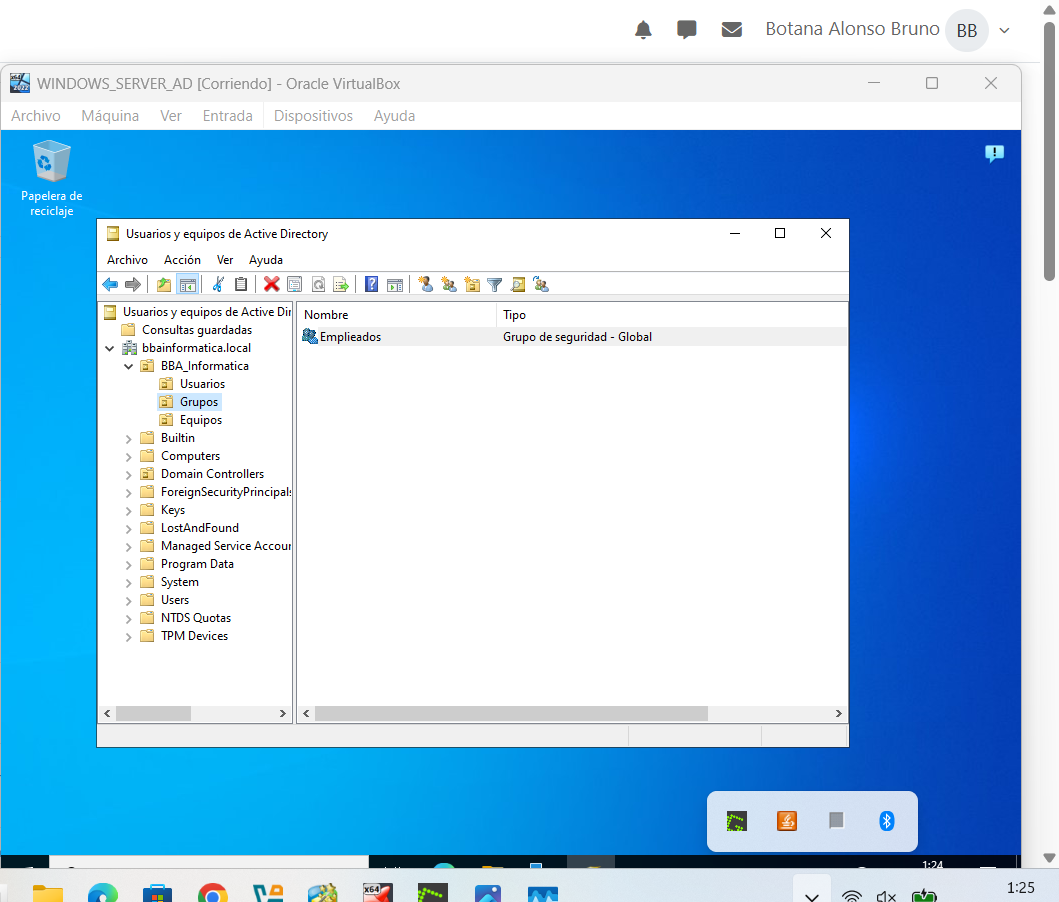 Botana Alonso Bruno BB
WINDOWS_SERVER_AD [Corriendo] - Oracle VirtualBox
Archivo Máquina Ver Entrada Dispositivos Ayuda
Papelera de
reciclaje
Usuarios y equipos de Active Directory
Archivo Acción Ver Ayuda
Usuarios y equipos de Active Dir
Nombre Tipo
Consultas guardadas
Empleados Grupo de seguridad - Global
bbainformatica.local
BBA_Informatica
Usuarios
Grupos
Equipos
Builtin
Computers
Domain Controllers
ForeignSecurityPrincipals
Keys
LostAndFound
Managed Service Accour
Program Data
System
Users
NTDS Quotas
TPM Devices
1:24
x64
1:25